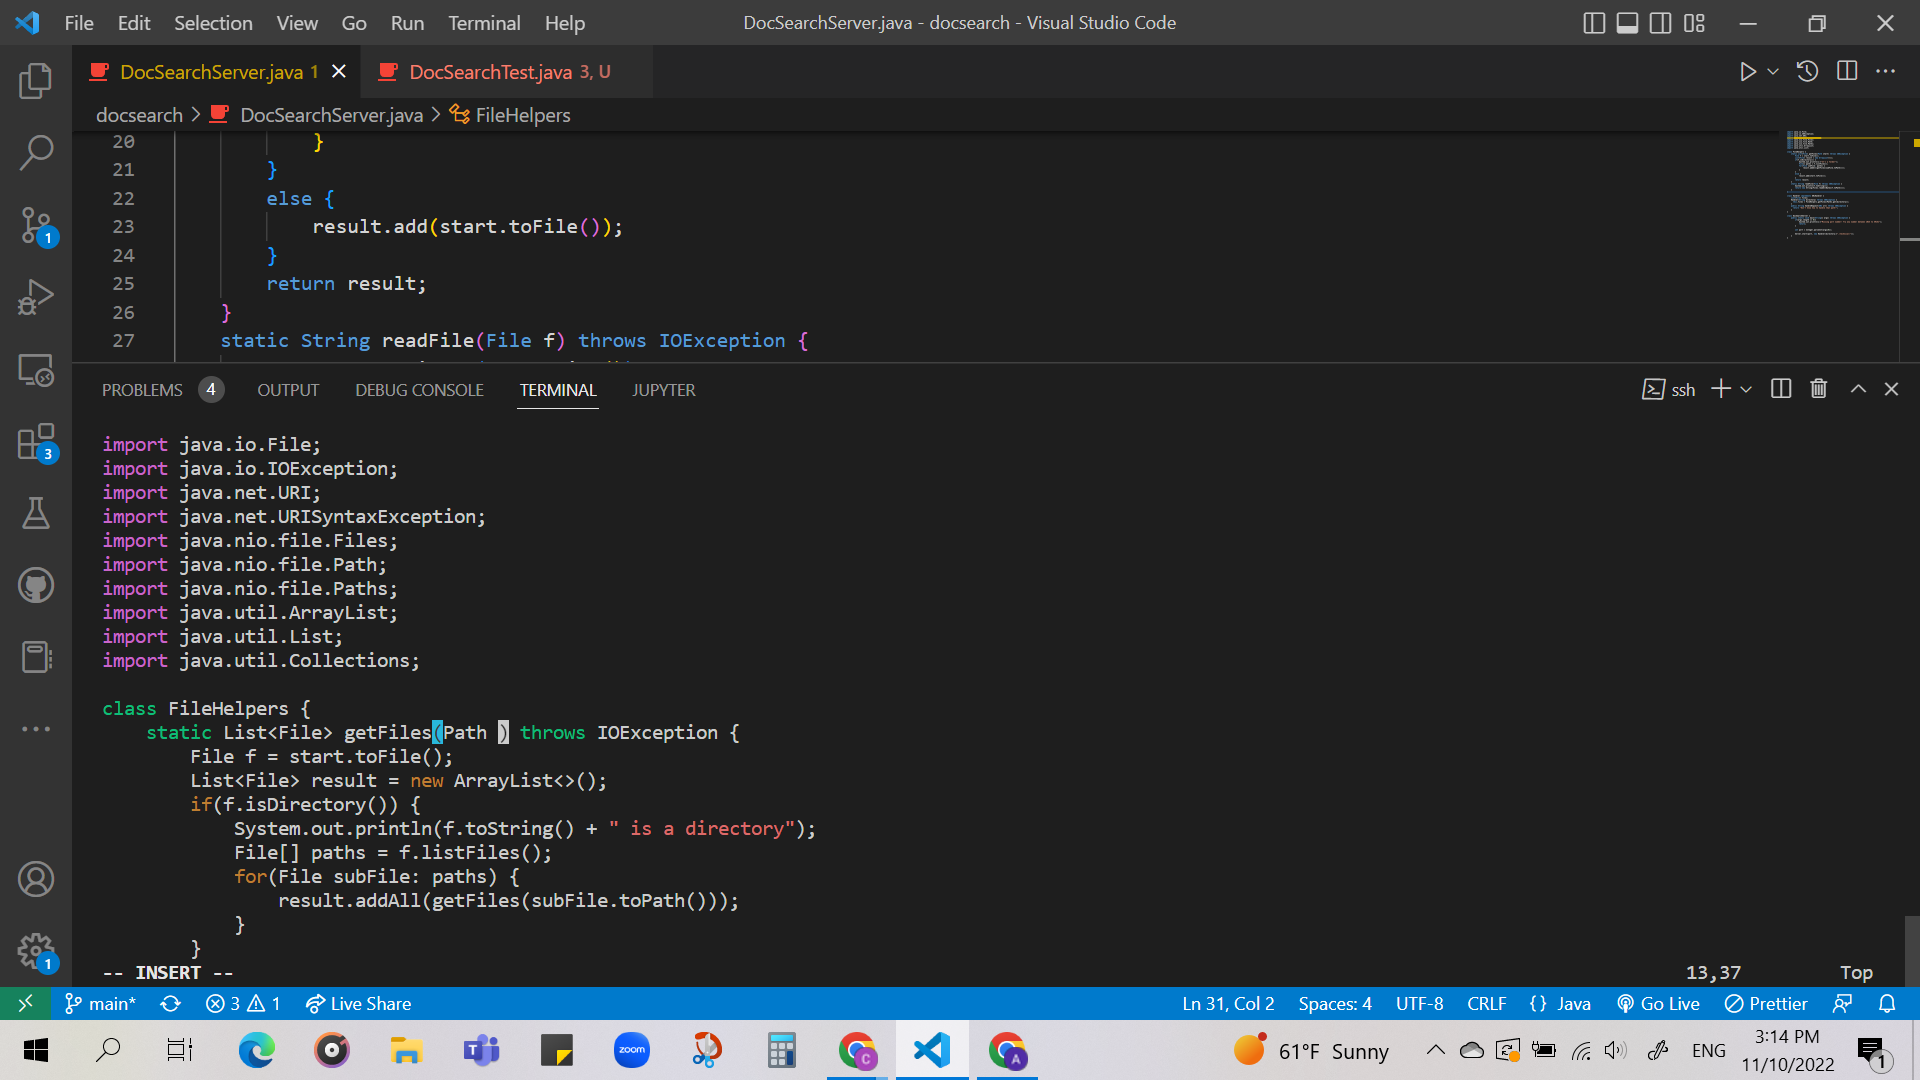 File Edit Selection View Go Run Terminal Help DocSearchServer.java - docsearch - Visual Studio Code
DocSearchServer.java 1 DocSearchTest.java 3, U
docsearch > DocSearchServer.java > FileHelpers
20 }
21 }
22 else {
23 result.add(start.toFile());
24 }
25 return result;
26 }
27 static String readFile(File f) throws IOException {
PROBLEMS 4 OUTPUT DEBUG CONSOLE TERMINAL JUPYTER ssh
import java.io.File;
import java.io.IOException;
import java.net.URI;
import java.net.URISyntaxException;
import java.nio.file.Files;
import java.nio.file.Path;
import java.nio.file.Paths;
import java.util.ArrayList;
import java.util.List;
import java.util.Collections;
class FileHelpers {
static List<File> getFiles(Path ) throws IOException {
File f = start.toFile();
List<File> result = new ArrayList<>();
if(f.isDirectory()) {
System.out.println(f.toString() + " is a directory");
File[] paths = f.listFiles();
for(File subFile: paths) {
result.addAll(getFiles(subFile.toPath()));
}
}
-- INSERT -- 13,37 Top
1
3
1
main* 3 1 Live Share Ln 31, Col 2 Spaces: 4 UTF-8 CRLF {} Java Go Live Prettier
zoom C A 61°F Sunny ENG 3:14 PM
11/10/2022 1